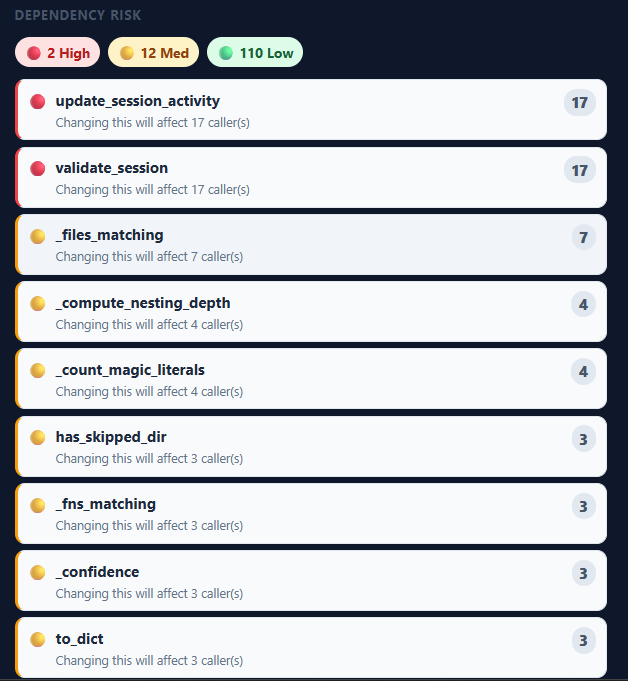 DEPENDENCY RISK
2 High 12 Med 110 Low
update_session_activity 17
Changing this will affect 17 caller(s)
validate_session 17
Changing this will affect 17 caller(s)
_files_matching 7
Changing this will affect 7 caller(s)
_compute_nesting_depth 4
Changing this will affect 4 caller(s)
_count_magic_literals 4
Changing this will affect 4 caller(s)
has_skipped_dir 3
Changing this will affect 3 caller(s)
_fns_matching 3
Changing this will affect 3 caller(s)
_confidence 3
Changing this will affect 3 caller(s)
to_dict 3
Changing this will affect 3 caller(s)